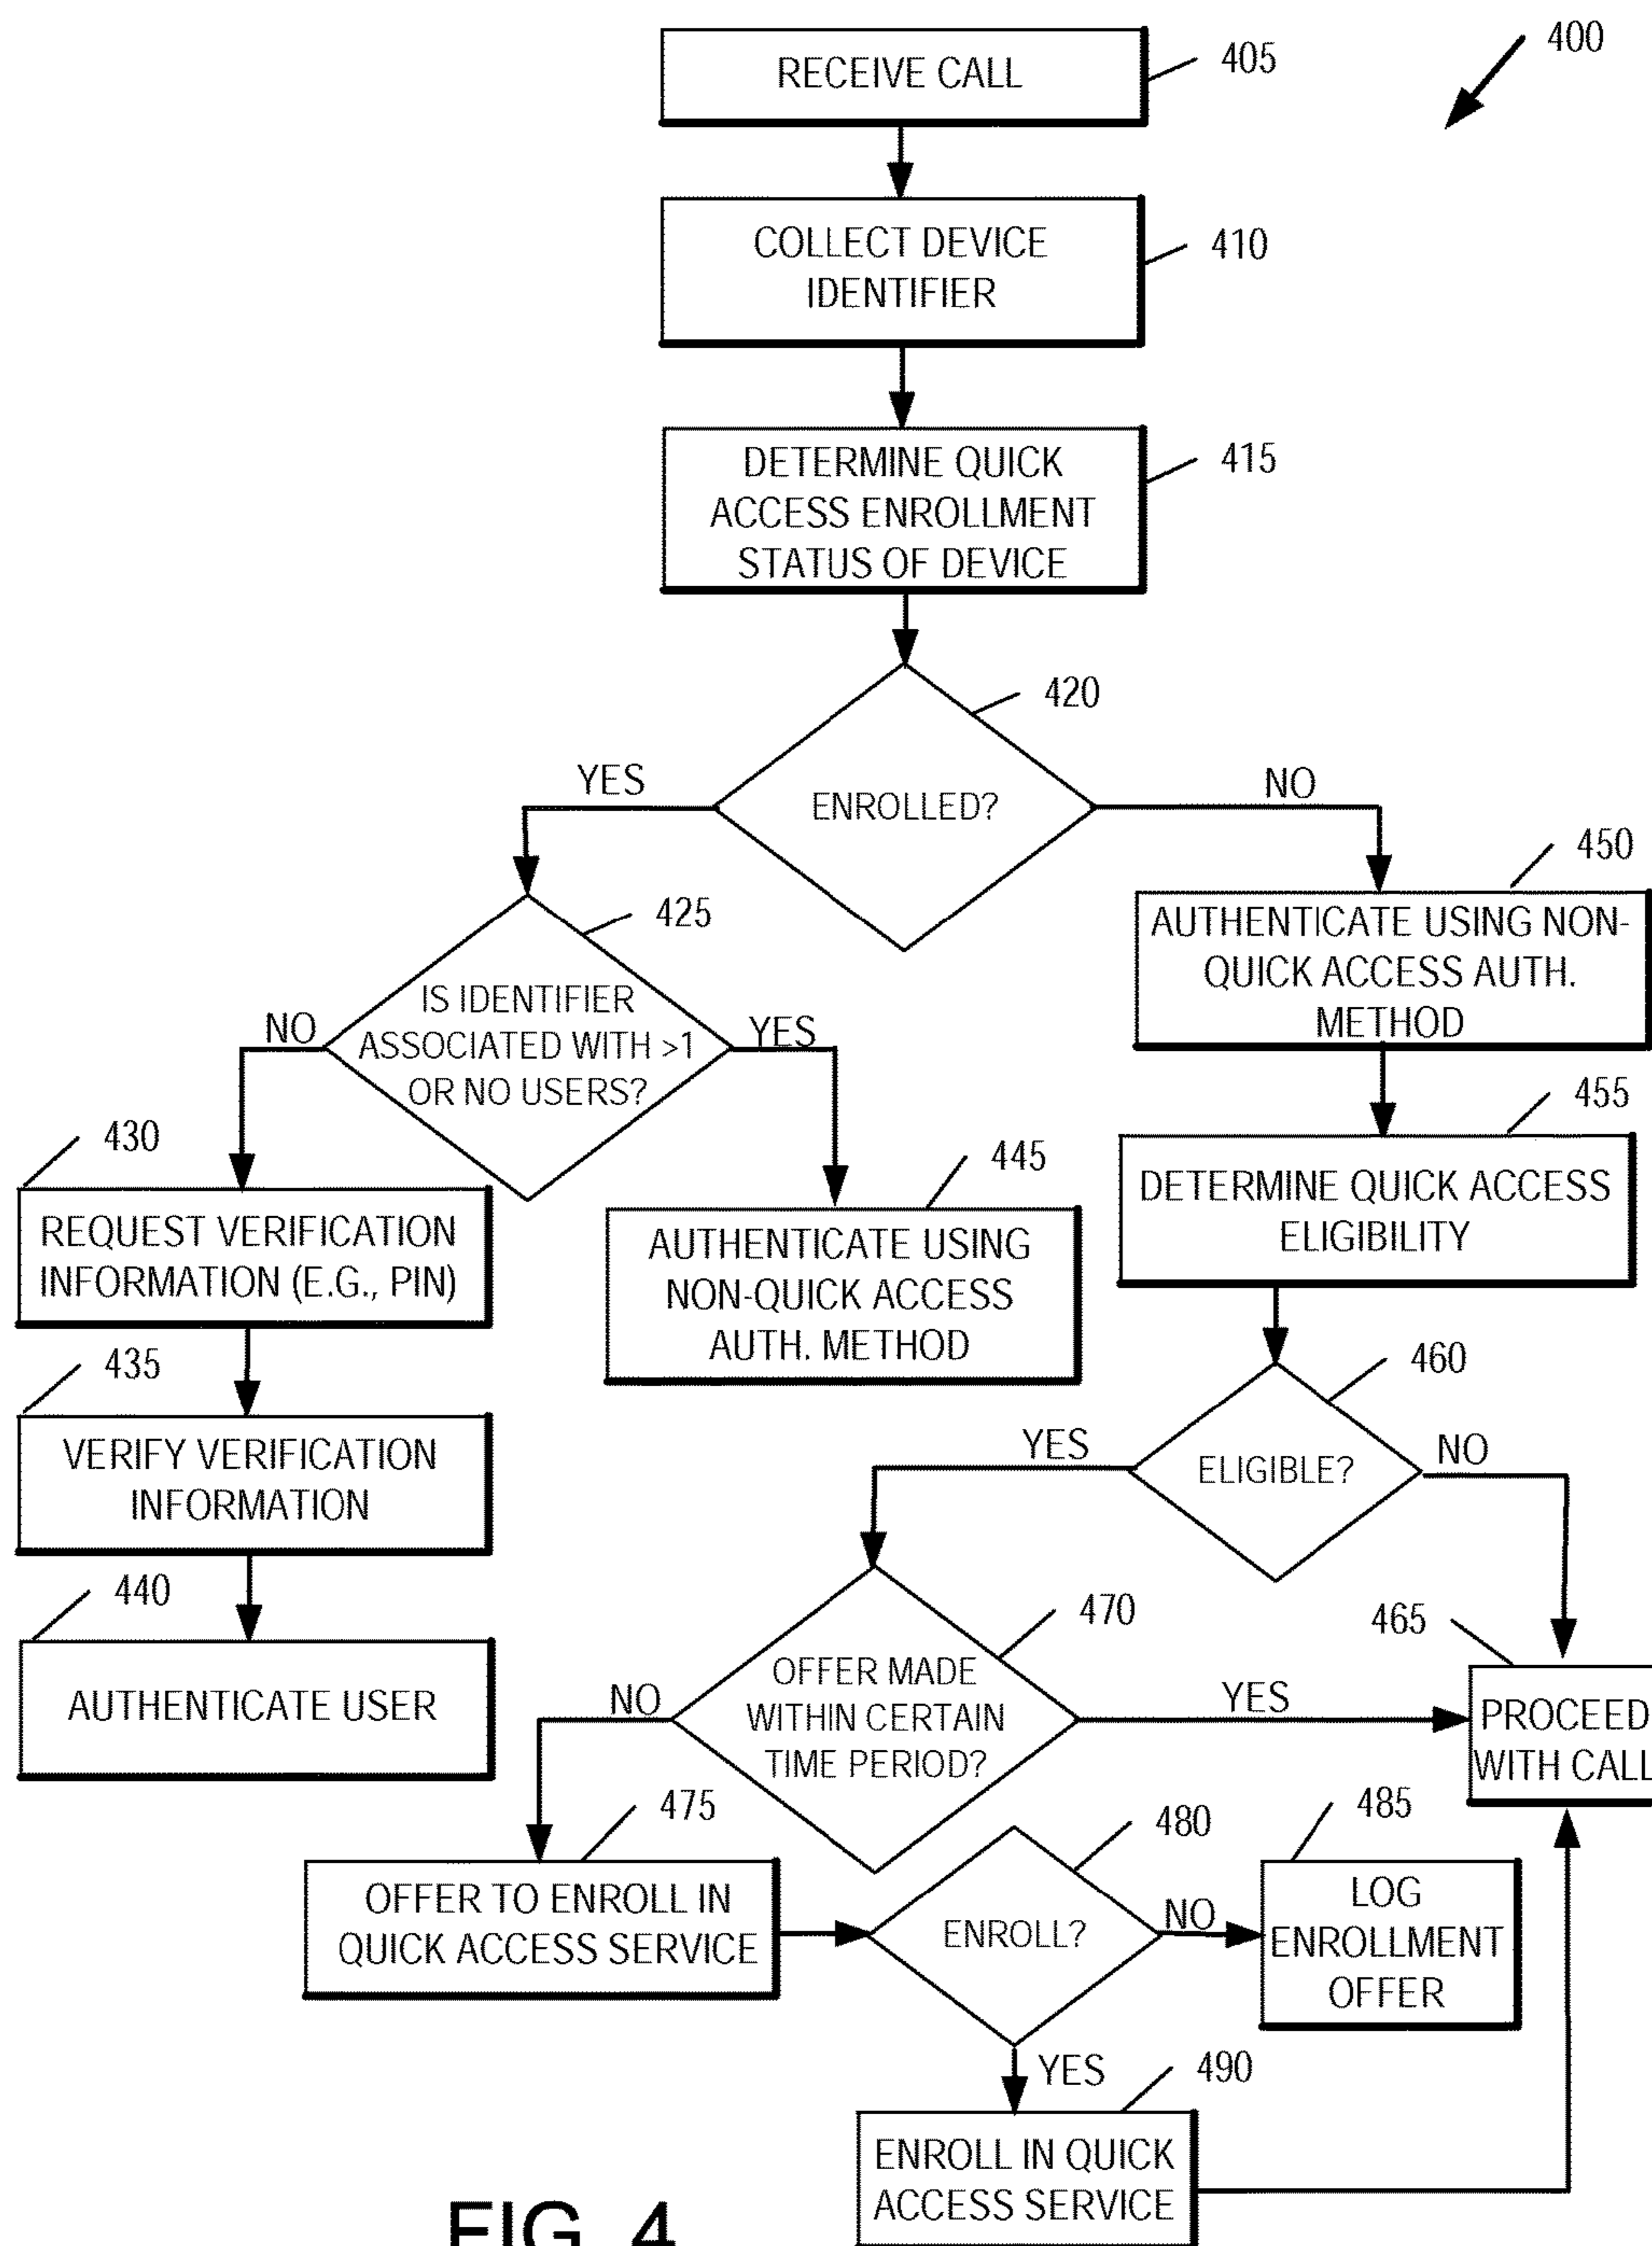 400
RECEIVE CALL
405
COLLECT DEVICE
IDENTIFIER
410
DETERMINE QUICK
ACCESS ENROLLMENT
STATUS OF DEVICE
415
420
ENROLLED?
YES
NO
425
IS IDENTIFIER
ASSOCIATED WITH >1
OR NO USERS?
NO
YES
430
REQUEST VERIFICATION
INFORMATION (E.G., PIN)
435
VERIFY VERIFICATION
INFORMATION
440
AUTHENTICATE USER
445
AUTHENTICATE USING
NON-QUICK ACCESS
AUTH. METHOD
450
AUTHENTICATE USING NON-
QUICK ACCESS AUTH.
METHOD
455
DETERMINE QUICK ACCESS
ELIGIBILITY
460
ELIGIBLE?
YES
NO
465
PROCEED
WITH CALL
470
OFFER MADE
WITHIN CERTAIN
TIME PERIOD?
NO
YES
475
OFFER TO ENROLL IN
QUICK ACCESS SERVICE
480
ENROLL?
NO
YES
485
LOG
ENROLLMENT
OFFER
490
ENROLL IN QUICK
ACCESS SERVICE
FIG. 4